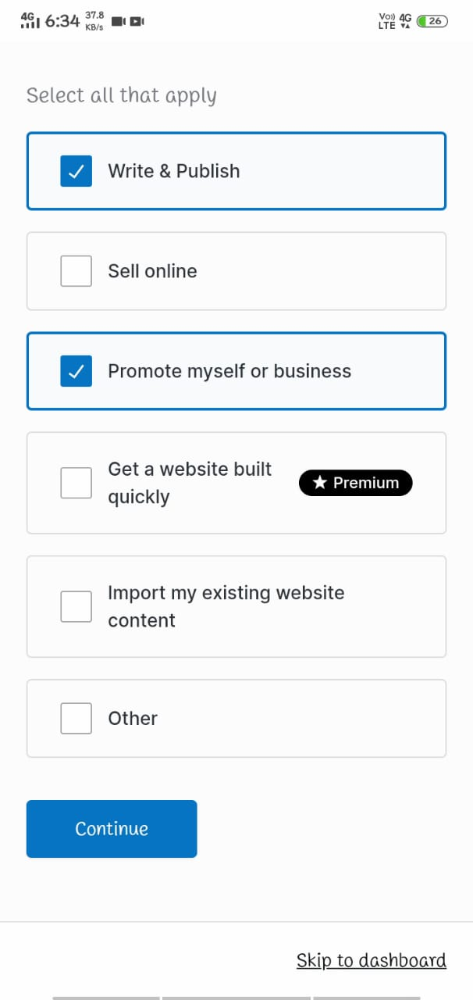 4G 6:34 37.8 KB/s Vo) LTE 4G 26
Select all that apply
Write & Publish
Sell online
Promote myself or business
Get a website built
quickly
★ Premium
Import my existing website
content
Other
Continue
Skip to dashboard